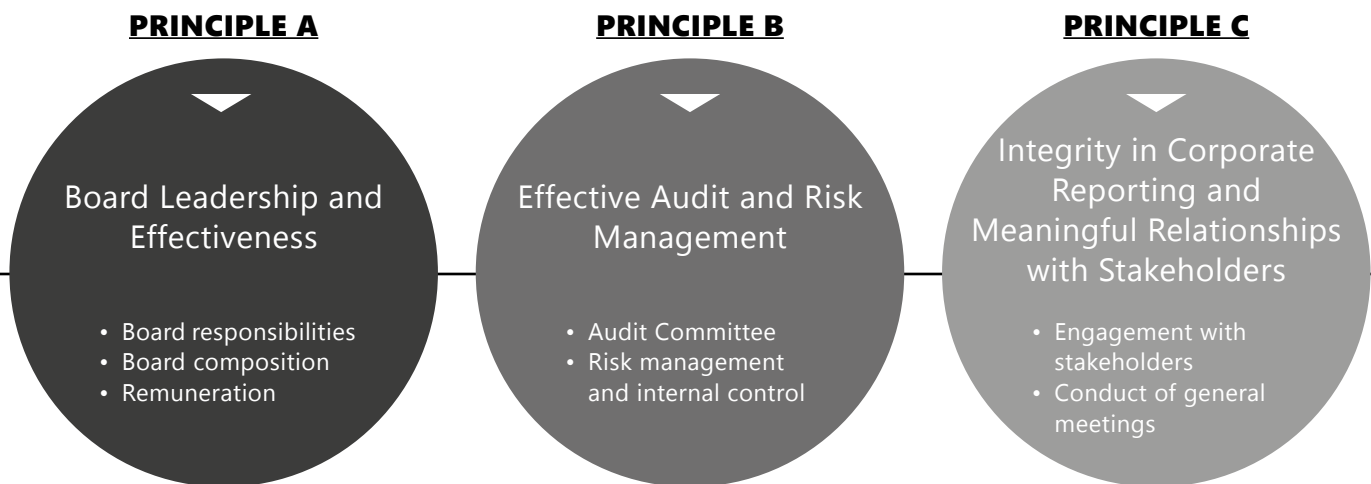 PRINCIPLE A
Board Leadership and
Effectiveness
• Board responsibilities
• Board composition
• Remuneration
PRINCIPLE B
Effective Audit and Risk
Management
• Audit Committee
• Risk management
and internal control
PRINCIPLE C
Integrity in Corporate
Reporting and
Meaningful Relationships
with Stakeholders
• Engagement with
stakeholders
• Conduct of general
meetings